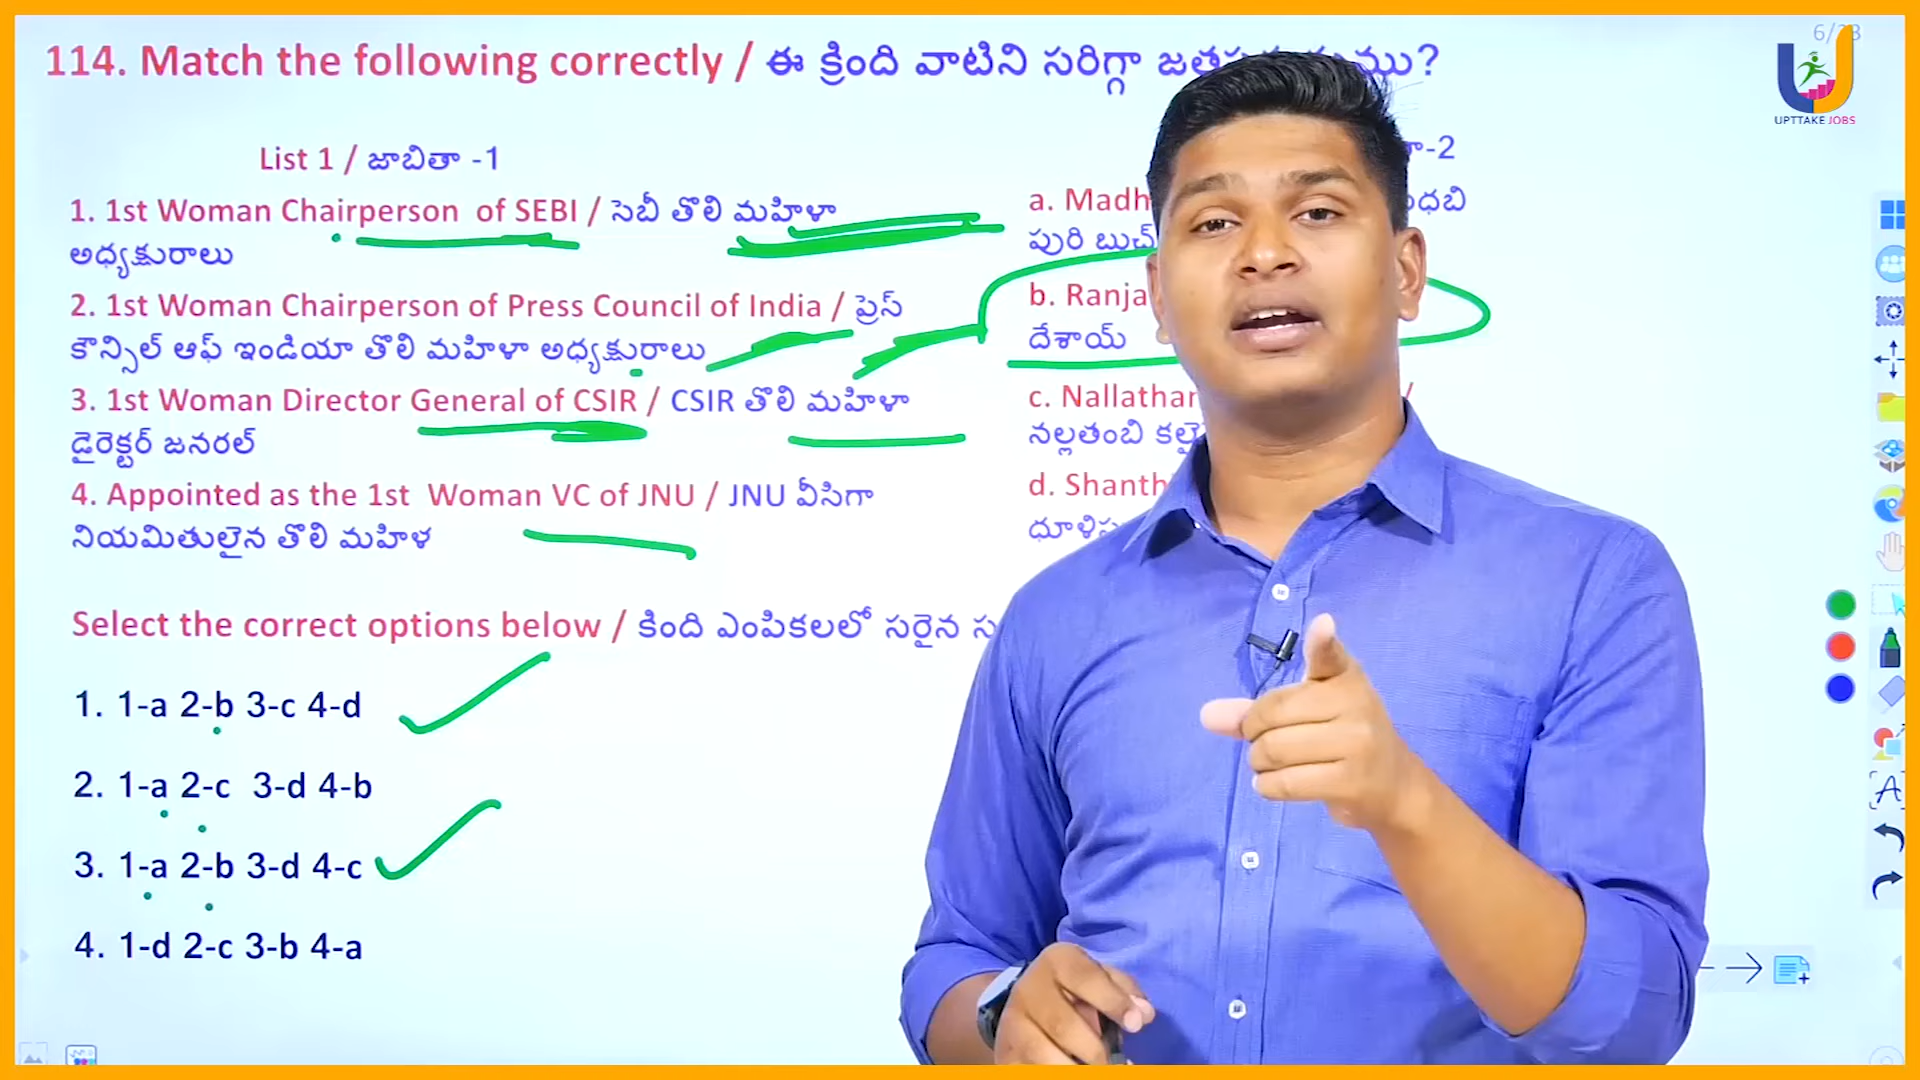 6/
114. Match the following correctly / ఈ క్రింది వాటిని సరిగ్గా
UPTTAKE JOBS
List 1 / జాబితా -1
-2
1. 1st Woman Chairperson of SEBI / సెబీ తొలి మహిళా
అధ్యక్షురాలు
a. Madh
పురి బుచ్
2. 1st Woman Chairperson of Press Council of India / ప్రెస్
కౌన్సిల్ ఆఫ్ ఇండియా తొలి మహిళా అధ్యక్షురాలు
b. Ranja
దేశాయ్
3. 1st Woman Director General of CSIR / CSIR తొలి మహిళా
డైరెక్టర్ జనరల్
c. Nallathan /
నల్లతంబి
4. Appointed as the 1st Woman VC of JNU / JNU వీసిగా
నియమితులైన తొలి మహిళ
d. Shanth
Select the correct options below / కింది ఎంపికలలో సరైన స
1. 1-a 2-b 3-c 4-d
2. 1-a 2-c 3-d 4-b
3. 1-a 2-b 3-d 4-c
4. 1-d 2-c 3-b 4-a